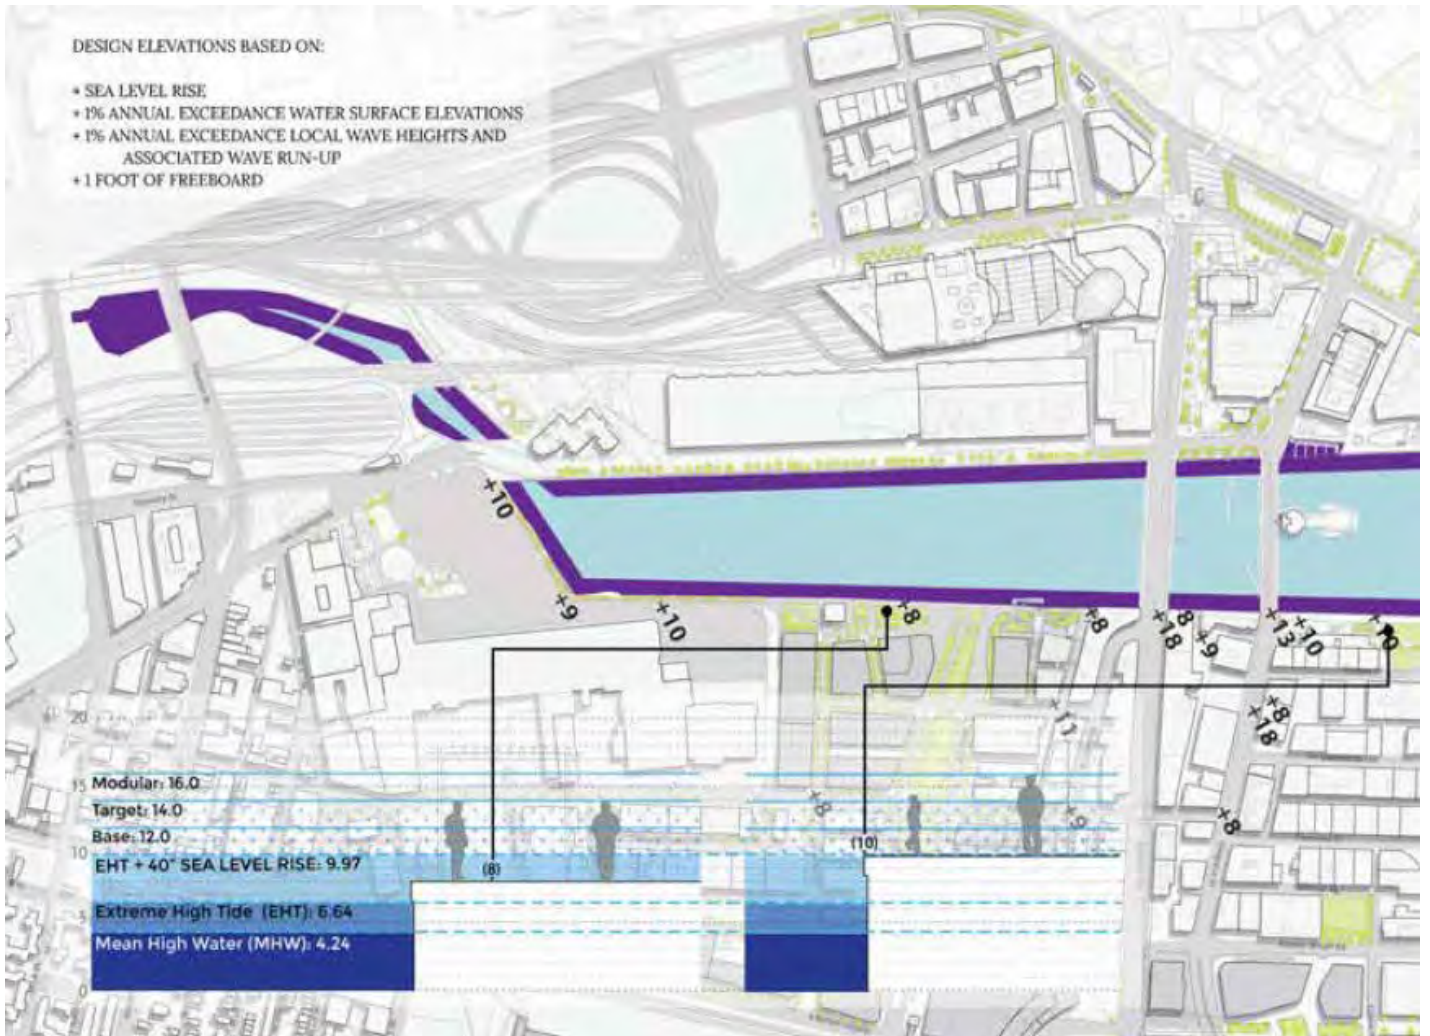 DESIGN ELEVATIONS BASED ON:
+ SEA LEVEL RISE
+ 1% ANNUAL EXCEEDANCE WATER SURFACE ELEVATIONS
+ 1% ANNUAL EXCEEDANCE LOCAL WAVE HEIGHTS AND
ASSOCIATED WAVE RUN-UP
+ 1 FOOT OF FREEBOARD
+10
+9
+10
+8
+8
+18
+8
+9
+13
+10
+10
+11
+8
+18
+8
+9
+8
20
15
10
5
0
Modular: 16.0
Target: 14.0
Base: 12.0
EHT + 40" SEA LEVEL RISE: 9.97
Extreme High Tide (EHT): 6.64
Mean High Water (MHW): 4.24
(8)
(10)